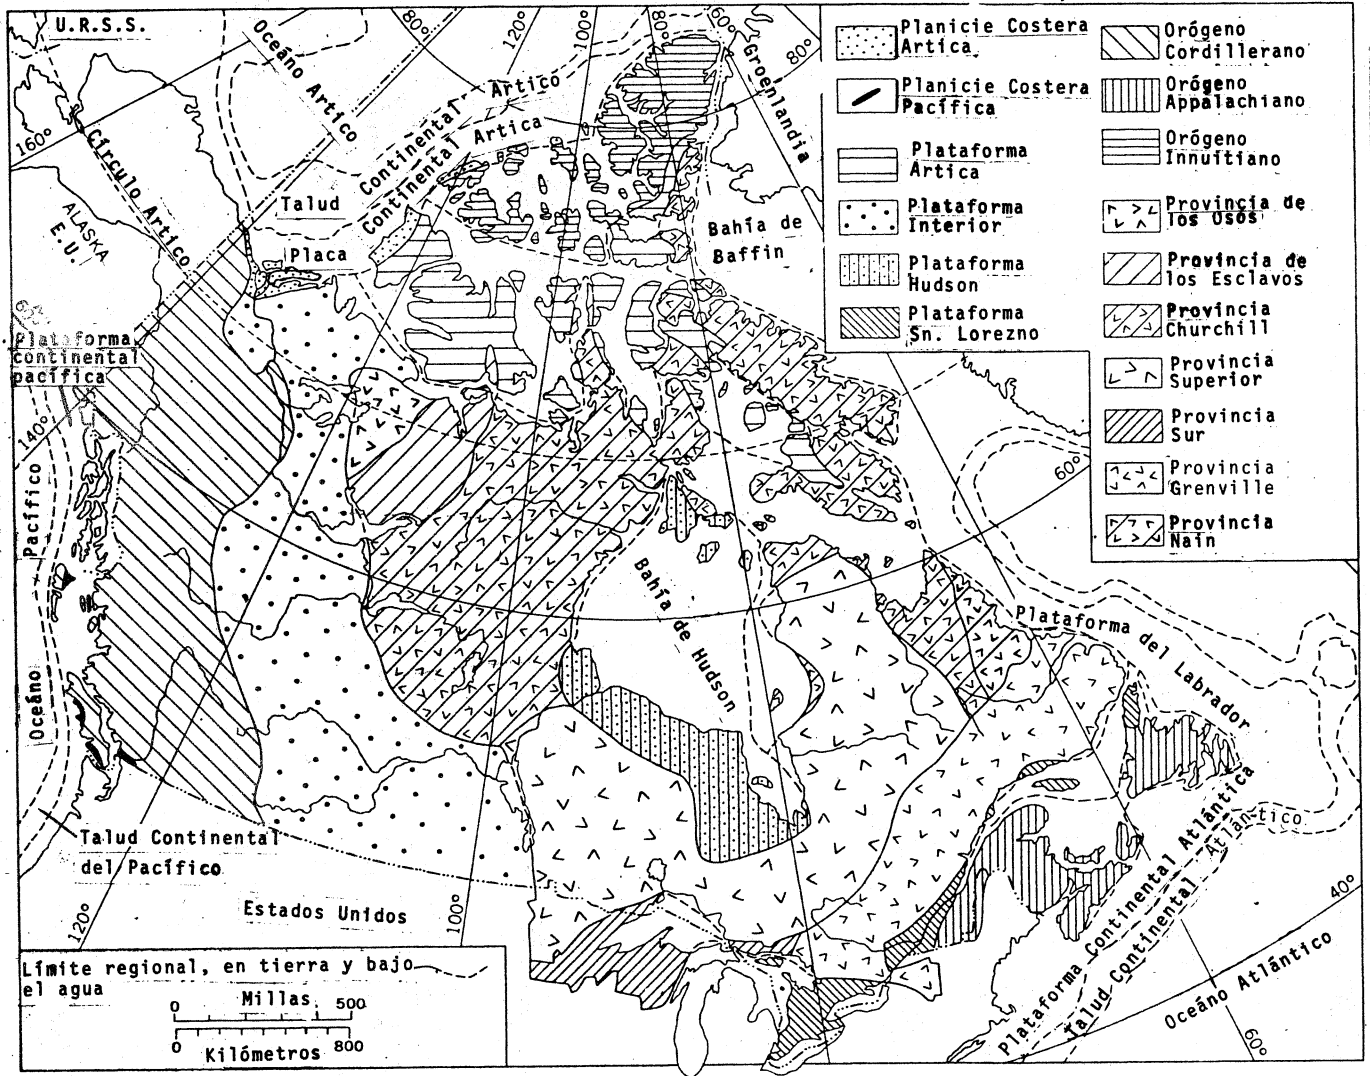 U.R.S.S.
Oceáno Artico
Círculo Artico
160°
ALASKA
E.U.
80°
120°
100°
80°
60°
80°
Groenlandia
Talud
Continental
Artico
Placa
Continental
Artica
Bahía de
Baffin
Plataforma
continental
pacífica
140°
Oceáno
Pacífico
60°
Bahía de Hudson
Plataforma del Labrador
Talud Continental
del Pacífico
120°
100°
Estados Unidos
Plataforma Continental Atlántica
Talud Continental
Atlántico
Oceáno Atlántico
40°
60°
Planicie Costera
Artica
Planicie Costera
Pacífica
Plataforma
Artica
Plataforma
Interior
Plataforma
Hudson
Plataforma
Sn. Lorezno
Orógeno
Cordillerano
Orógeno
Appalachiano
Orógeno
Innuitiano
Provincia de
los Osos
Provincia de
los Esclavos
Provincia
Churchill
Provincia
Superior
Provincia
Sur
Provincia
Grenville
Provincia
Nain
Límite regional, en tierra y bajo
el agua
0 Millas 500
0 Kilómetros 800